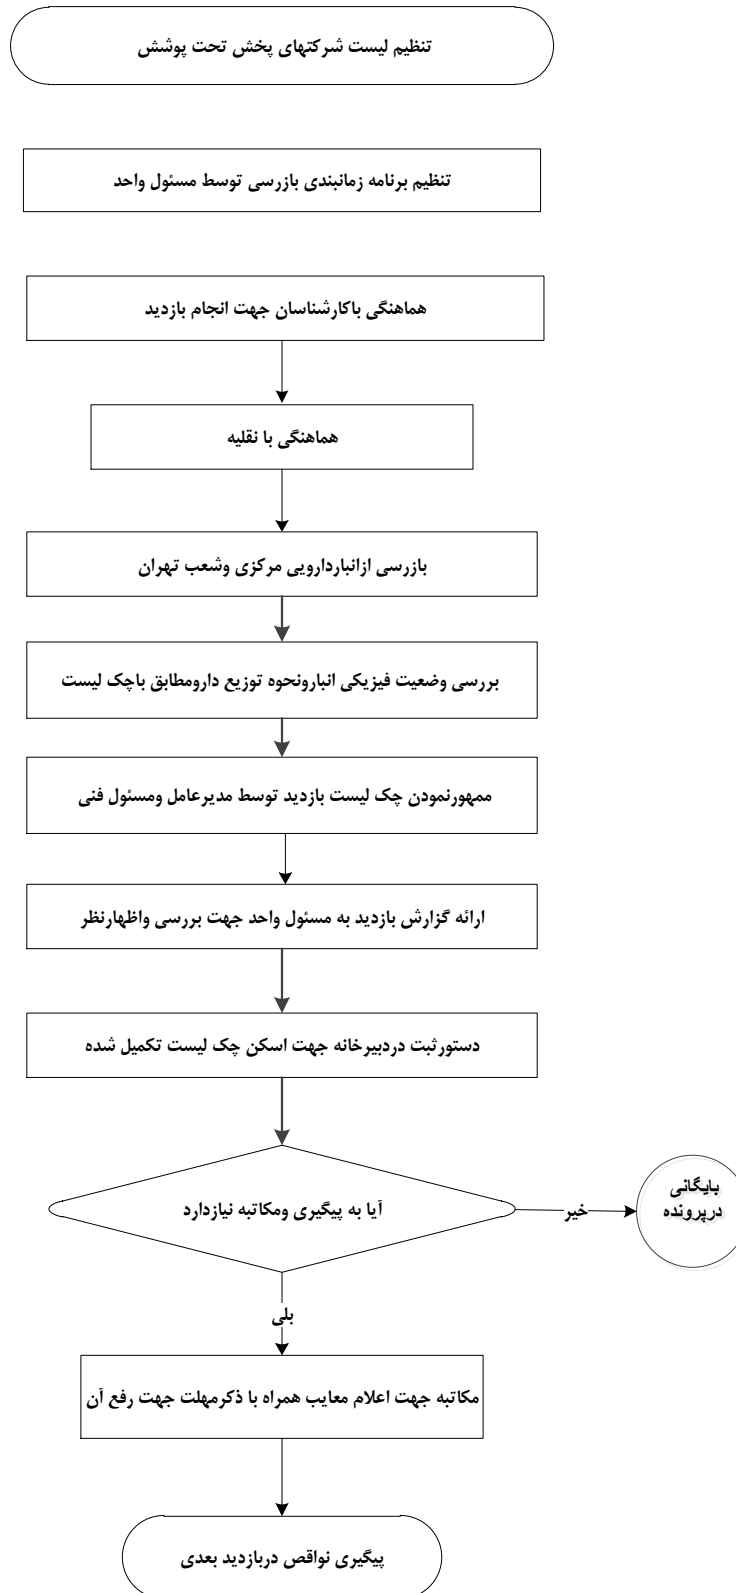 تنظیم لیست شرکتهای پخش تحت پوشش
تنظیم برنامه زمانبندی بازرسی توسط مسئول واحد
هماهنگی باکارشناسان جهت انجام بازدید
هماهنگی با نقلیه
بازرسی ازانباردارویی مرکزی وشعب تهران
بررسی وضعیت فیزیکی انبارونحوه توزیع دارومطابق باچک لیست
ممهورنمودن چک لیست بازدید توسط مدیرعامل ومسئول فنی
ارائه گزارش بازدید به مسئول واحد جهت بررسی واظهارنظر
دستورثبت دردبیرخانه جهت اسکن چک لیست تکمیل شده
آیا به پیگیری ومکاتبه نیازدارد
خیر
بایگانی
درپرونده
بلی
مکاتبه جهت اعلام معایب همراه با ذکرمهلت جهت رفع آن
پیگیری نواقص دربازدید بعدی